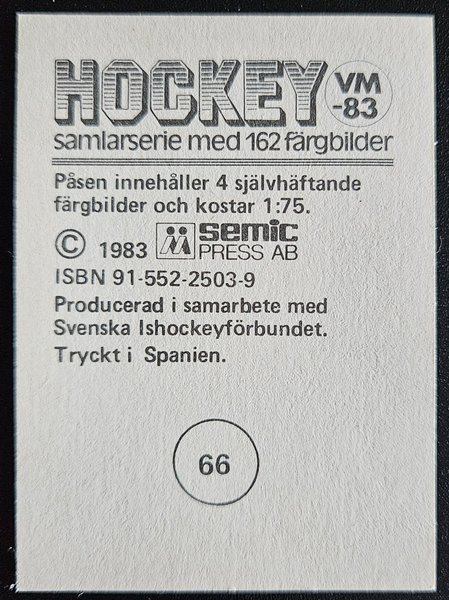 HOCKEY VM
-83
samlarserie med 162 färgbilder
Påsen innehåller 4 självhäftande
färgbilder och kostar 1:75.
© 1983 semic
PRESS AB
ISBN 91-552-2503-9
Producerad i samarbete med
Svenska Ishockeyförbundet.
Tryckt i Spanien.
66